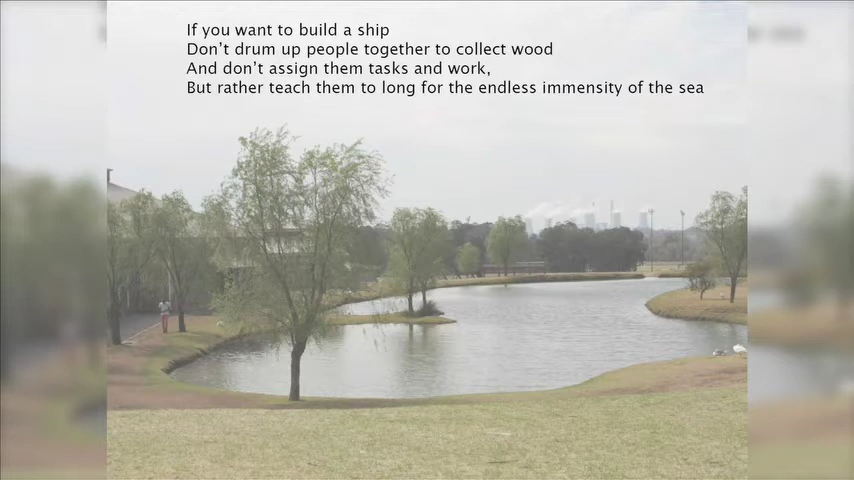 If you want to build a ship
Don't drum up people together to collect wood
And don't assign them tasks and work,
But rather teach them to long for the endless immensity of the sea